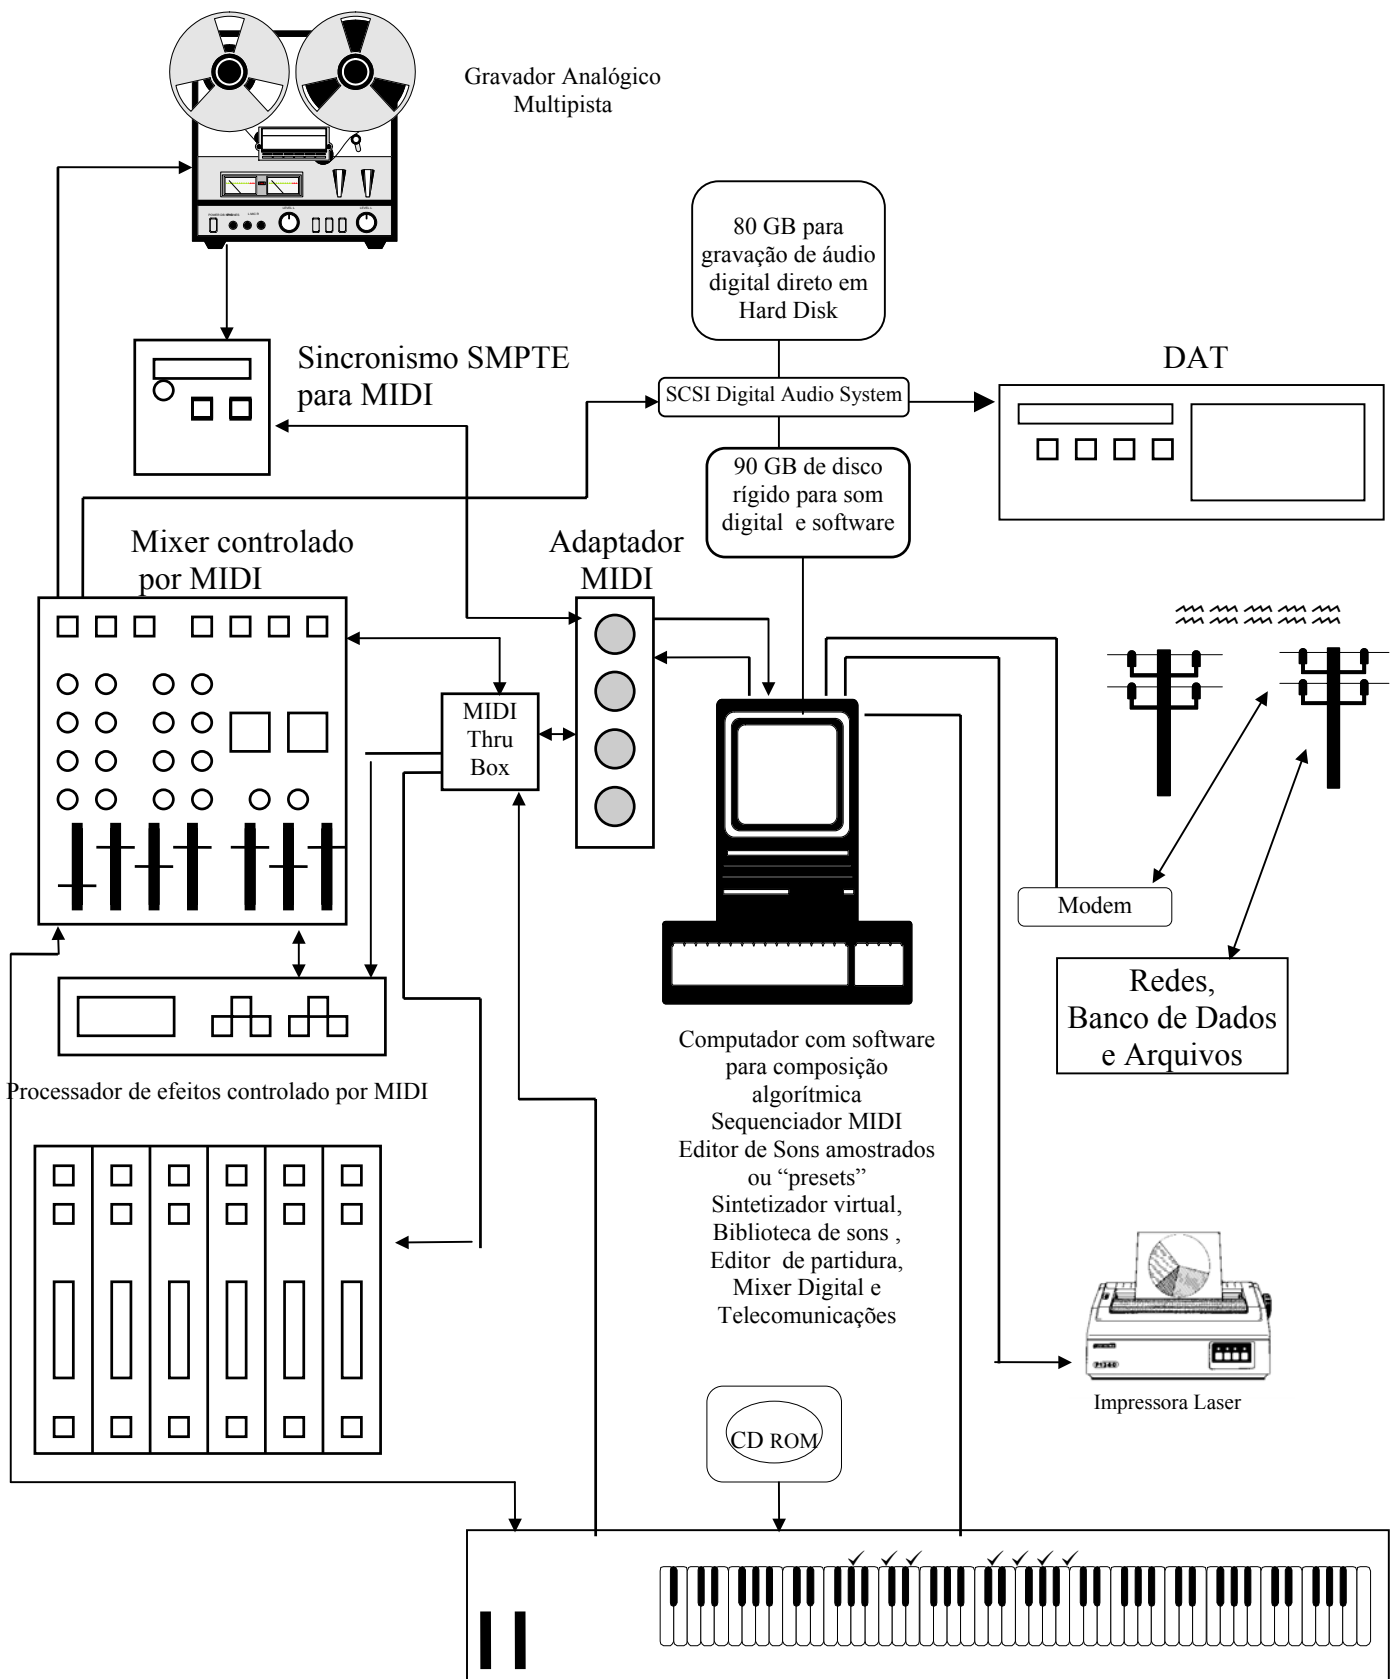 Gravador Analógico
Multipista
80 GB para
gravação de áudio
digital direto em
Hard Disk
Sincronismo SMPTE
para MIDI
SCSI Digital Audio System
DAT
90 GB de disco
rígido para som
digital e software
Mixer controlado
por MIDI
Adaptador
MIDI
MIDI
Thru
Box
Modem
Redes,
Banco de Dados
e Arquivos
Processador de efeitos controlado por MIDI
Computador com software
para composição
algorítmica
Sequenciador MIDI
Editor de Sons amostrados
ou “presets”
Sintetizador virtual,
Biblioteca de sons ,
Editor de partidura,
Mixer Digital e
Telecomunicações
Impressora Laser
CD ROM